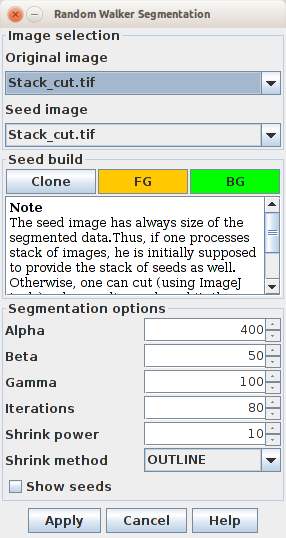 Random Walker Segmentation
Image selection
Original image
Stack_cut.tif
Seed image
Stack_cut.tif
Seed build
Clone FG BG
Note
The seed image has always size of the
segmented data.Thus, if one processes
stack of images, he is initially supposed
to provide the stack of seeds as well.
Otherwise, one can cut (using ImageJ
Segmentation options
Alpha 400
Beta 50
Gamma 100
Iterations 80
Shrink power 10
Shrink method OUTLINE
Show seeds
Apply Cancel Help